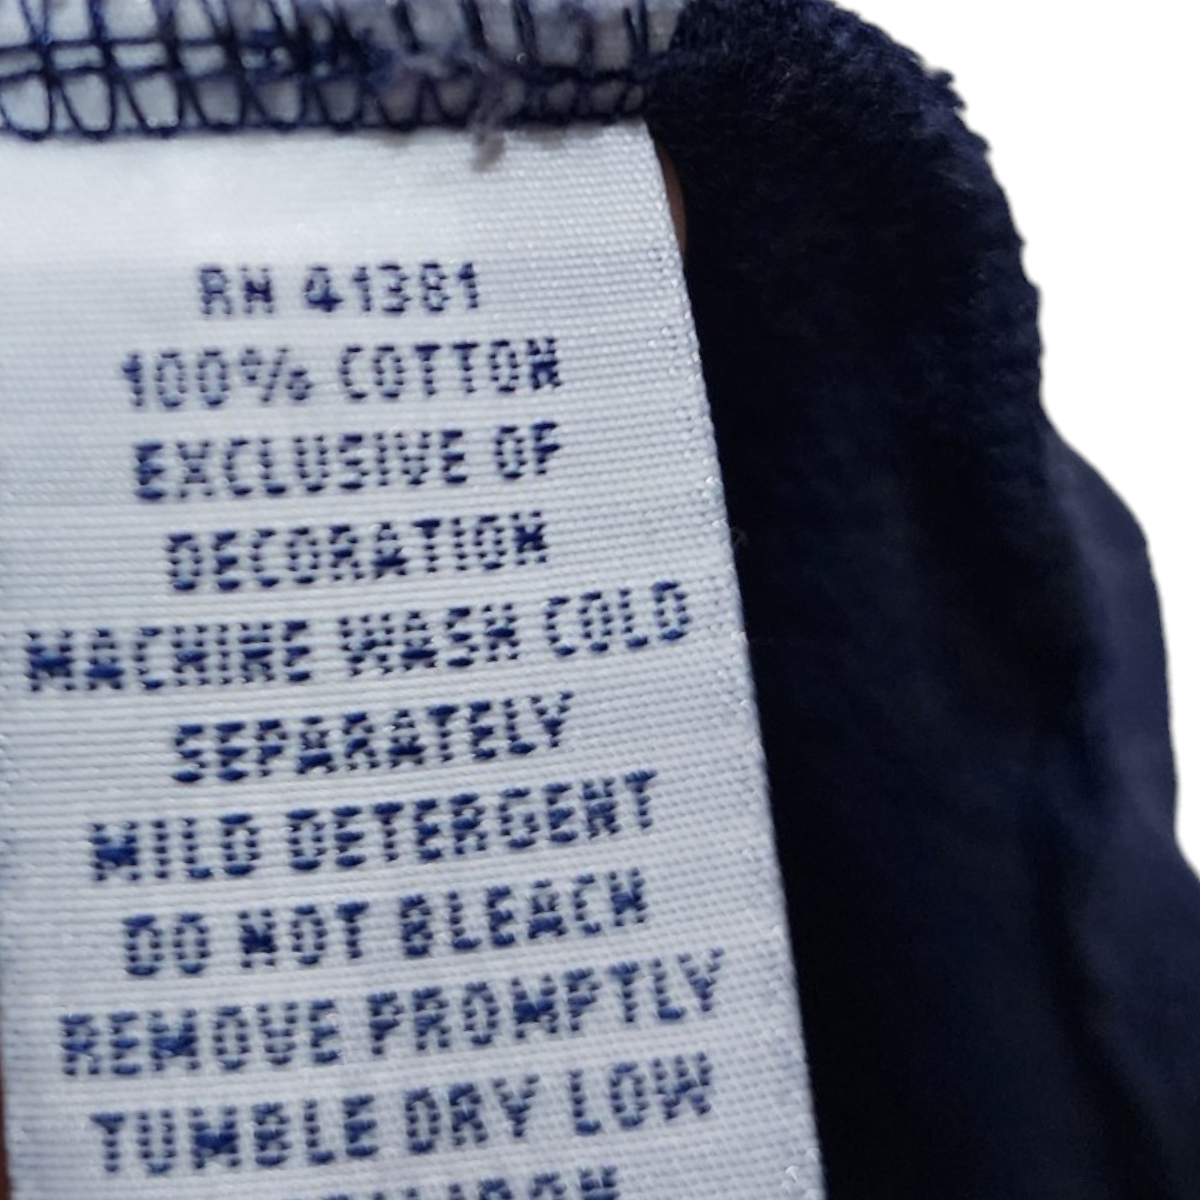 RN 41381
100% COTTON
EXCLUSIVE OF
DECORATION
MACHINE WASH COLD
SEPARATELY
MILD DETERGENT
DO NOT BLEACH
REMOVE PROMPTLY
TUMBLE DRY LOW